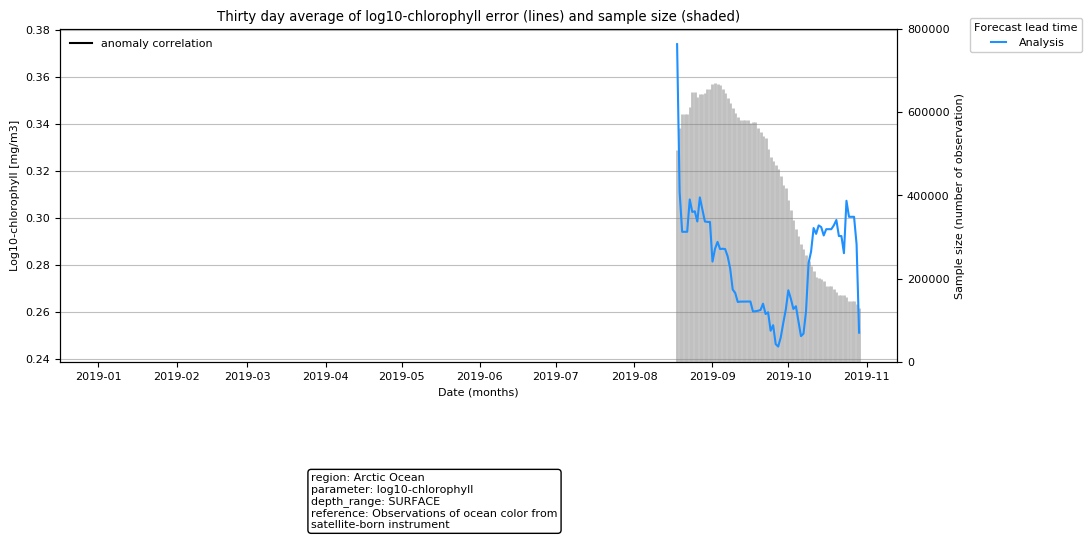 Thirty day average of log10-chlorophyll error (lines) and sample size (shaded)
Forecast lead time
Analysis
anomaly correlation
Log10-chlorophyll [mg/m3]
0.38
0.36
0.34
0.32
0.30
0.28
0.26
0.24
800000
600000
400000
200000
0
Sample size (number of observation)
2019-01 2019-02 2019-03 2019-04 2019-05 2019-06 2019-07 2019-08 2019-09 2019-10 2019-11
Date (months)
region: Arctic Ocean
parameter: log10-chlorophyll
depth_range: SURFACE
reference: Observations of ocean color from
satellite-born instrument